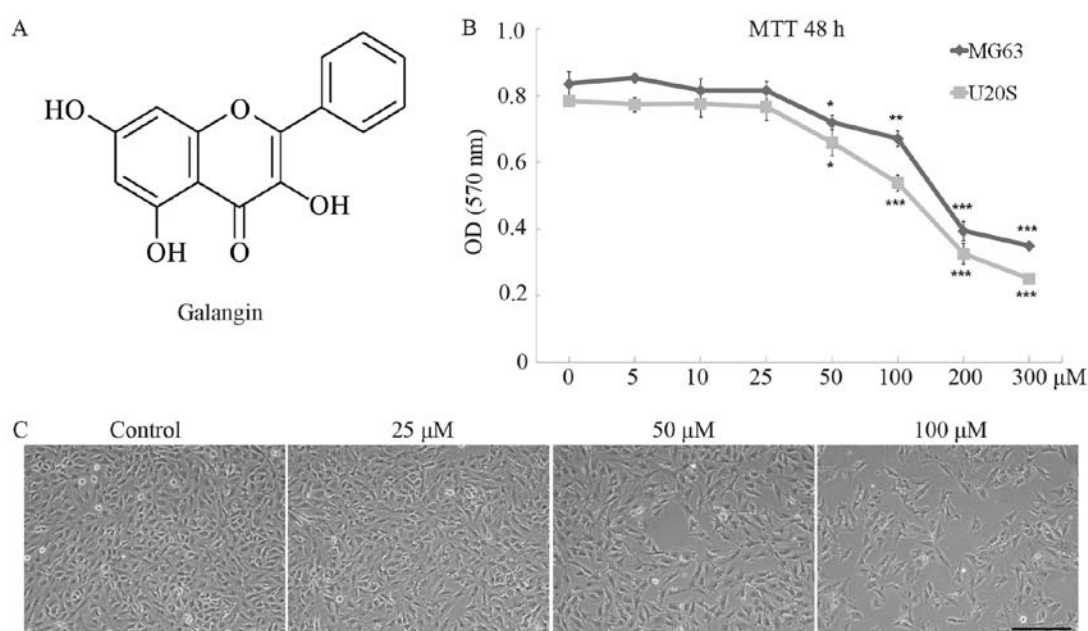 A
HO
O
OH
OH
O
Galangin
B
MTT 48 h
MG63
U20S
OD (570 nm)
1.0
0.8
0.6
0.4
0.2
0
*
**
***
***
*
***
***
***
0 5 10 25 50 100 200 300 μM
C
Control 25 μM 50 μM 100 μM